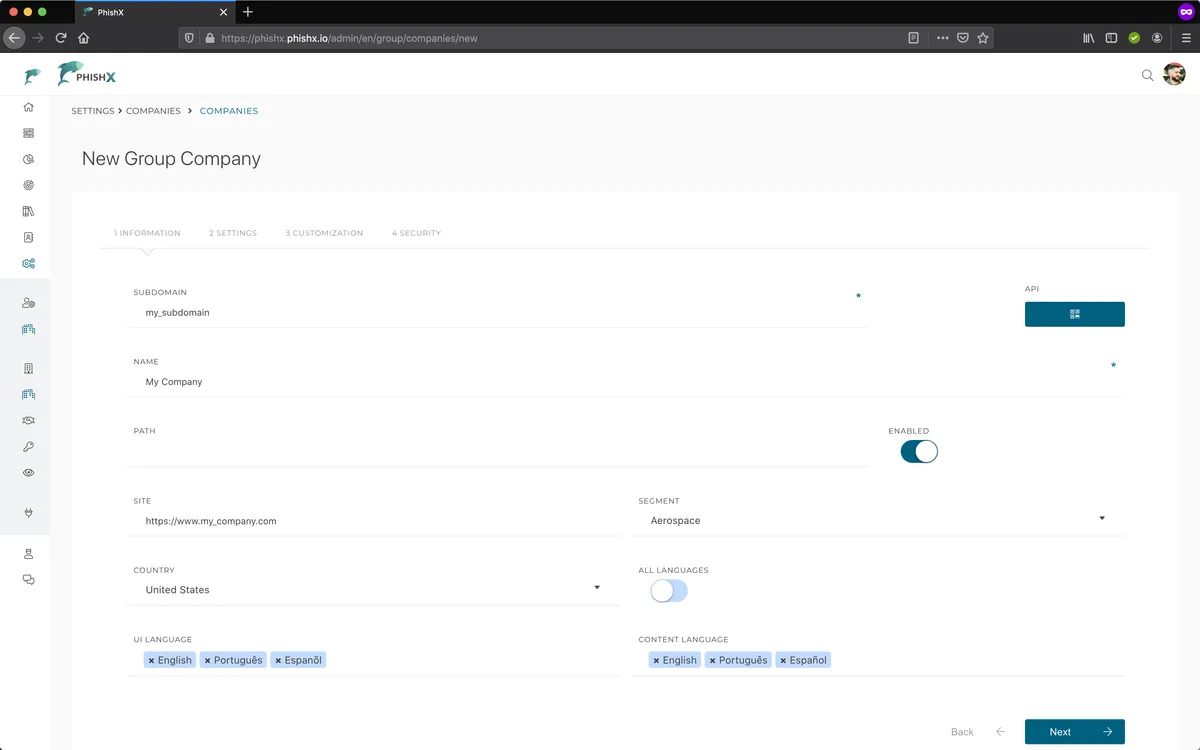 PhishX
https://phishx.phishx.io/admin/en/group/companies/new
PHISHX
SETTINGS > COMPANIES > COMPANIES
New Group Company
1 INFORMATION 2 SETTINGS 3 CUSTOMIZATION 4 SECURITY
SUBDOMAIN * API
my_subdomain
NAME *
My Company
PATH ENABLED
SITE SEGMENT
https://www.my_company.com Aerospace
COUNTRY ALL LANGUAGES
United States
UI LANGUAGE CONTENT LANGUAGE
× English × Português × Espanõl × English × Português × Español
Back ← Next →